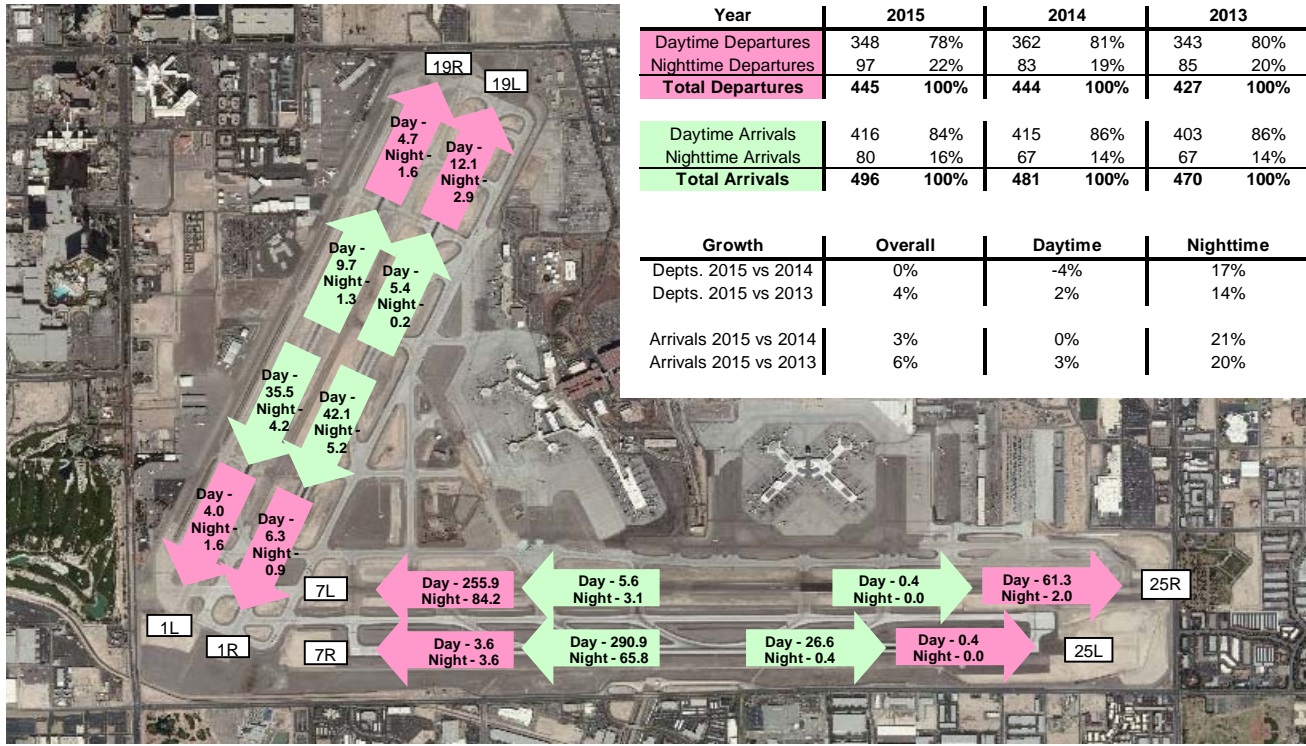 Year 2015 2014 2013
Daytime Departures 348 78% 362 81% 343 80%
Nighttime Departures 97 22% 83 19% 85 20%
Total Departures 445 100% 444 100% 427 100%
Daytime Arrivals 416 84% 415 86% 403 86%
Nighttime Arrivals 80 16% 67 14% 67 14%
Total Arrivals 496 100% 481 100% 470 100%
Growth Overall Daytime Nighttime
Depts. 2015 vs 2014 0% -4% 17%
Depts. 2015 vs 2013 4% 2% 14%
Arrivals 2015 vs 2014 3% 0% 21%
Arrivals 2015 vs 2013 6% 3% 20%
19R
19L
Day -
4.7
Night -
1.6
Day -
12.1
Night -
2.9
Day -
9.7
Night -
1.3
Day -
5.4
Night -
0.2
Day -
35.5
Night -
4.2
Day -
42.1
Night -
5.2
Day -
4.0
Night -
1.6
Day -
6.3
Night -
0.9
7L
Day - 255.9
Night - 84.2
Day - 5.6
Night - 3.1
Day - 0.4
Night - 0.0
Day - 61.3
Night - 2.0
25R
1L
1R
7R
Day - 3.6
Night - 3.6
Day - 290.9
Night - 65.8
Day - 26.6
Night - 0.4
Day - 0.4
Night - 0.0
25L